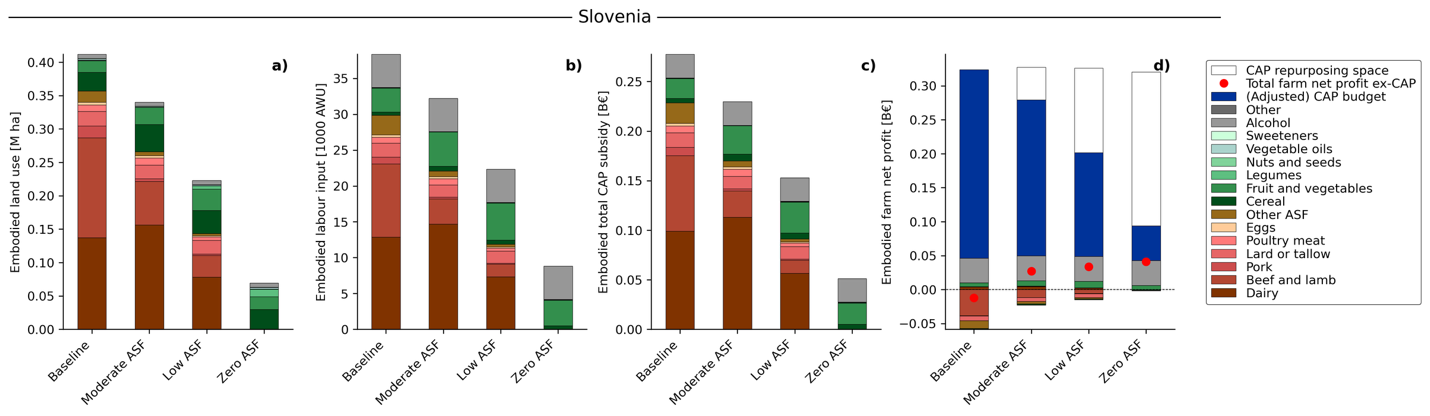 Slovenia
a)
Embodied land use [M ha]
0.40
0.35
0.30
0.25
0.20
0.15
0.10
0.05
0.00
Baseline
Moderate ASF
Low ASF
Zero ASF
b)
Embodied labour input [1000 AWU]
35
30
25
20
15
10
5
0
Baseline
Moderate ASF
Low ASF
Zero ASF
c)
Embodied total CAP subsidy [B€]
0.25
0.20
0.15
0.10
0.05
0.00
Baseline
Moderate ASF
Low ASF
Zero ASF
d)
Embodied farm net profit [B€]
0.30
0.25
0.20
0.15
0.10
0.05
0.00
−0.05
Baseline
Moderate ASF
Low ASF
Zero ASF
CAP repurposing space
Total farm net profit ex-CAP
(Adjusted) CAP budget
Other
Alcohol
Sweeteners
Vegetable oils
Nuts and seeds
Legumes
Fruit and vegetables
Cereal
Other ASF
Eggs
Poultry meat
Lard or tallow
Pork
Beef and lamb
Dairy